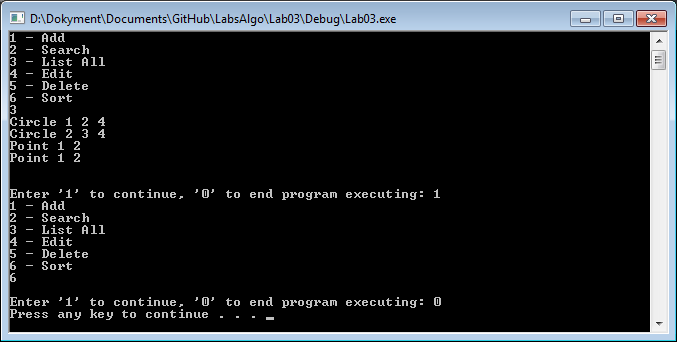 D:\Dokyment\Documents\GitHub\LabsAlgo\Lab03\Debug\Lab03.exe
1 - Add
2 - Search
3 - List All
4 - Edit
5 - Delete
6 - Sort
3
Circle 1 2 4
Circle 2 3 4
Point 1 2
Point 1 2
Enter '1' to continue, '0' to end program executing: 1
1 - Add
2 - Search
3 - List All
4 - Edit
5 - Delete
6 - Sort
6
Enter '1' to continue, '0' to end program executing: 0
Press any key to continue . . . _